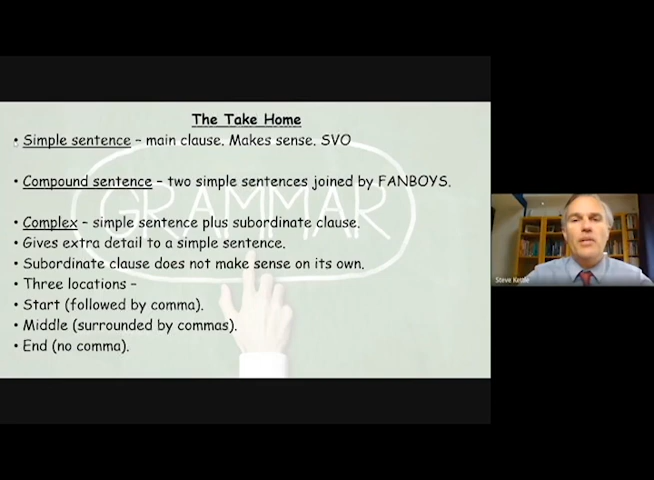 The Take Home
• Simple sentence – main clause. Makes sense. SVO
• Compound sentence – two simple sentences joined by FANBOYS.
GRAMMAR
• Complex – simple sentence plus subordinate clause.
• Gives extra detail to a simple sentence.
• Subordinate clause does not make sense on its own.
• Three locations –
• Start (followed by comma).
• Middle (surrounded by commas).
• End (no comma).
Steve Kettle